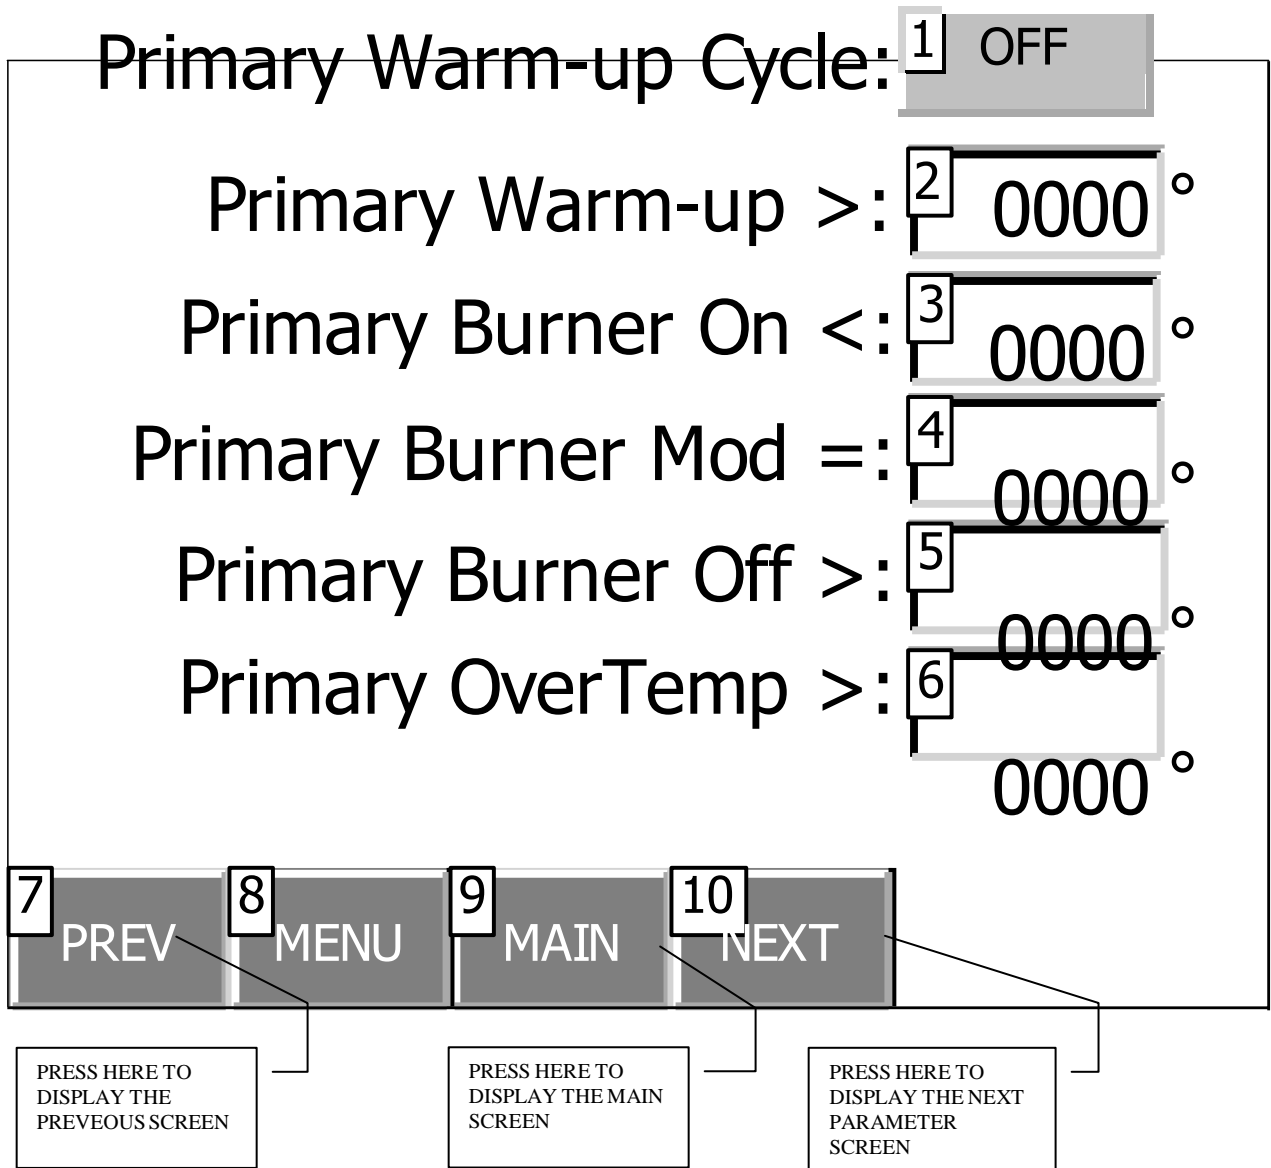 Primary Warm-up Cycle: 1 OFF
Primary Warm-up >: 2 0000°
Primary Burner On <: 3 0000°
Primary Burner Mod =: 4 0000°
Primary Burner Off >: 5 0000°
Primary OverTemp >: 6 0000°
7 PREV 8 MENU 9 MAIN 10 NEXT
PRESS HERE TO
DISPLAY THE
PREVEOUS SCREEN
PRESS HERE TO
DISPLAY THE MAIN
SCREEN
PRESS HERE TO
DISPLAY THE NEXT
PARAMETER
SCREEN